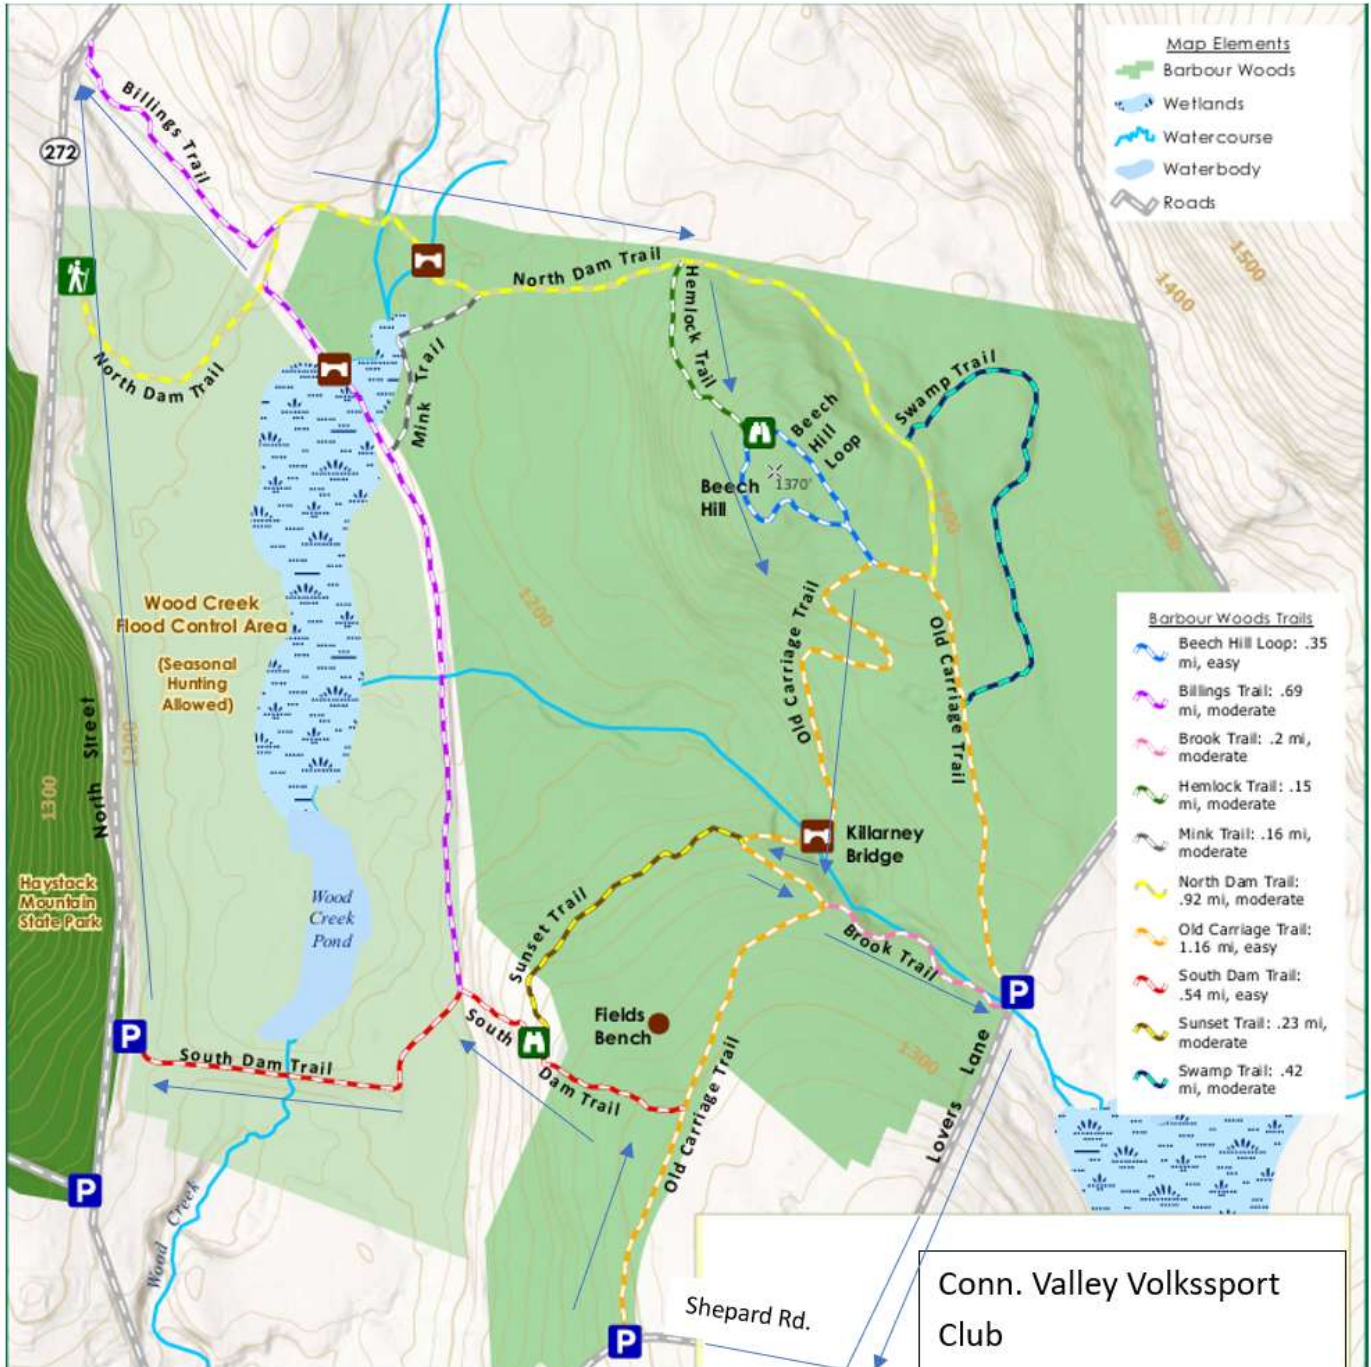 Map Elements
Barbour Woods
Wetlands
Watercourse
Waterbody
Roads
Billings Trail
272
1500
1400
North Dam Trail
Hemlock Trail
North Dam Trail
Mink Trail
Swamp Trail
Beech
Hill
Loop
Beech
Hill
1370'
1300
1300
1200
Wood Creek
Flood Control Area
(Seasonal
Hunting
Allowed)
Old Carriage Trail
Old Carriage Trail
Old Carriage Trail
North Street
1300
1300
Barbour Woods Trails
Beech Hill Loop: .35
mi, easy
Billings Trail: .69
mi, moderate
Brook Trail: .2 mi,
moderate
Hemlock Trail: .15
mi, moderate
Mink Trail: .16 mi,
moderate
North Dam Trail:
.92 mi, moderate
Old Carriage Trail:
1.16 mi, easy
South Dam Trail:
.54 mi, easy
Sunset Trail: .23 mi,
moderate
Swamp Trail: .42
mi, moderate
Killarney
Bridge
Haystack
Mountain
State Park
Wood
Creek
Pond
Sunset Trail
Brook Trail
P
Fields
Bench
South
Dam Trail
P
South Dam Trail
1300
Lovers Lane
Old Carriage Trail
P
Wood Creek
P
Shepard Rd.
Conn. Valley Volkssport
Club